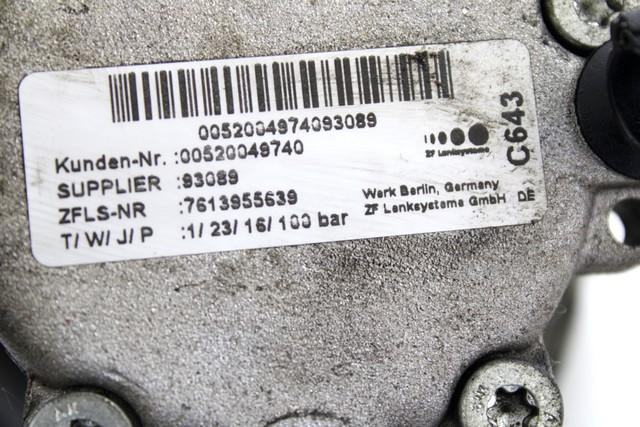 0052004974093089
Kunden-Nr. :00520049740
SUPPLIER :93089
ZFLS-NR :7613955639
T/ W/ J/ P :1/ 23/ 16/ 100 bar
ZF Lenksysteme
Werk Berlin, Germany
ZF Lenksysteme GmbH DE
C643